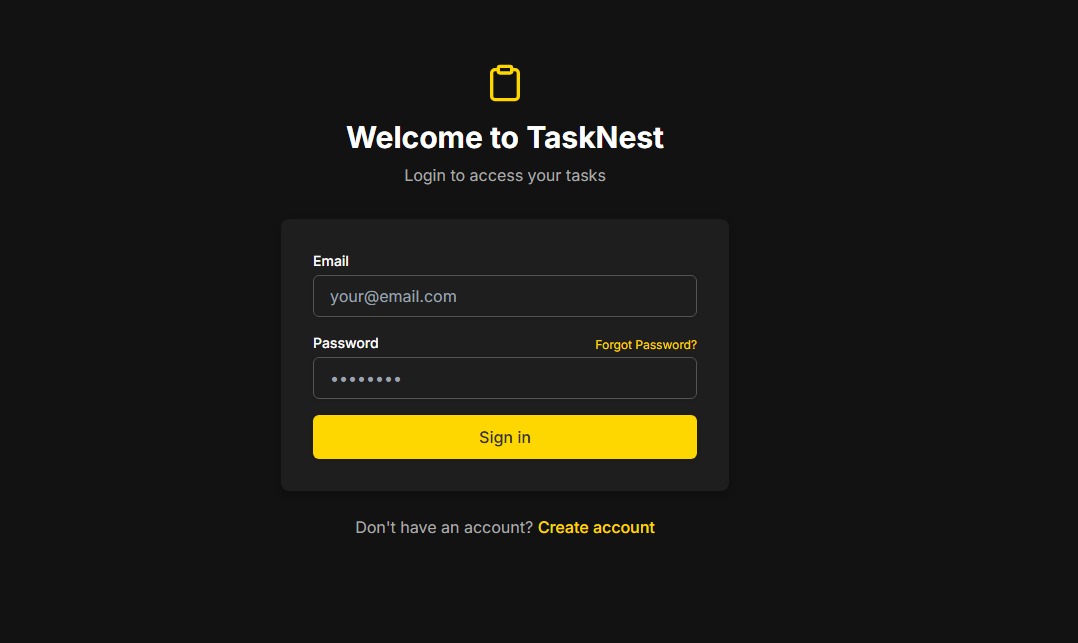 Welcome to TaskNest
Login to access your tasks
Email
your@email.com
Password Forgot Password?
••••••••
Sign in
Don't have an account? Create account